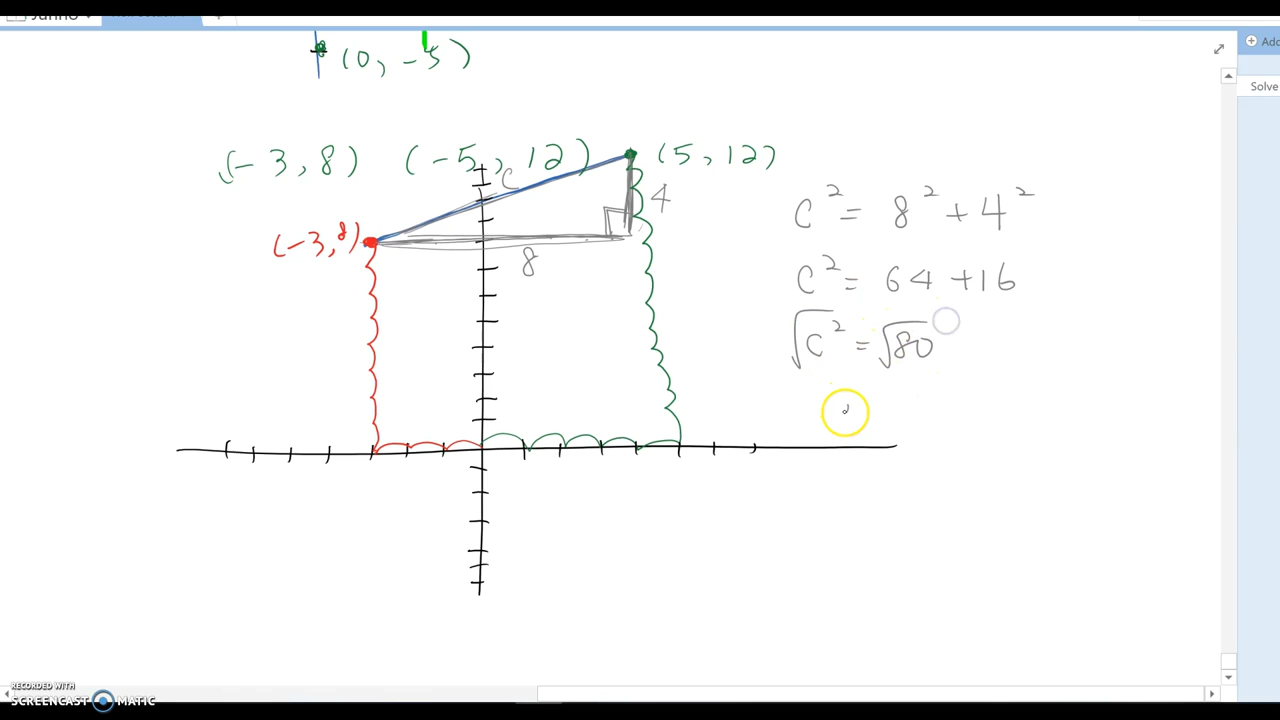 (0, -5)
(-3, 8) (-5, 12) (5, 12)
C
4
(-3, 8)
8
C² = 8² + 4²
C² = 64 + 16
√C² = √80
Add
Solve
RECORDED WITH
SCREENCAST MATIC